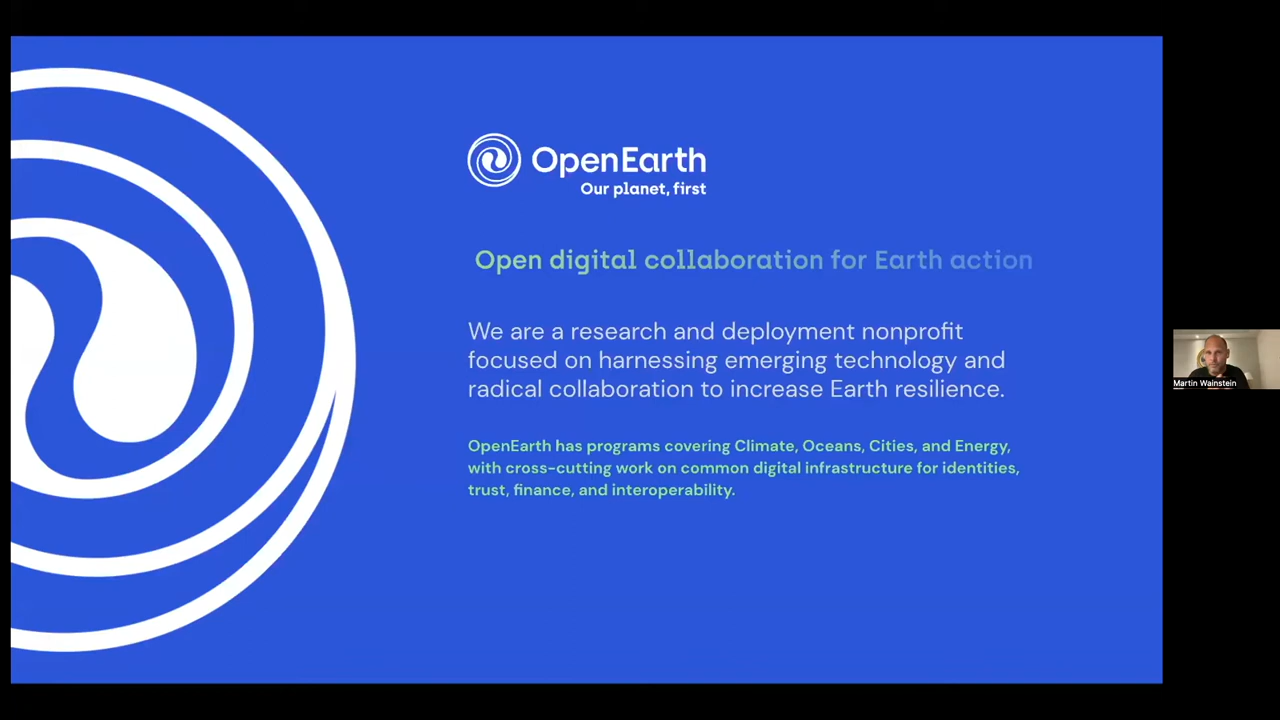 OpenEarth
Our planet, first
Open digital collaboration for Earth action
We are a research and deployment nonprofit
focused on harnessing emerging technology and
radical collaboration to increase Earth resilience.
OpenEarth has programs covering Climate, Oceans, Cities, and Energy,
with cross-cutting work on common digital infrastructure for identities,
trust, finance, and interoperability.
Martin Wainstein